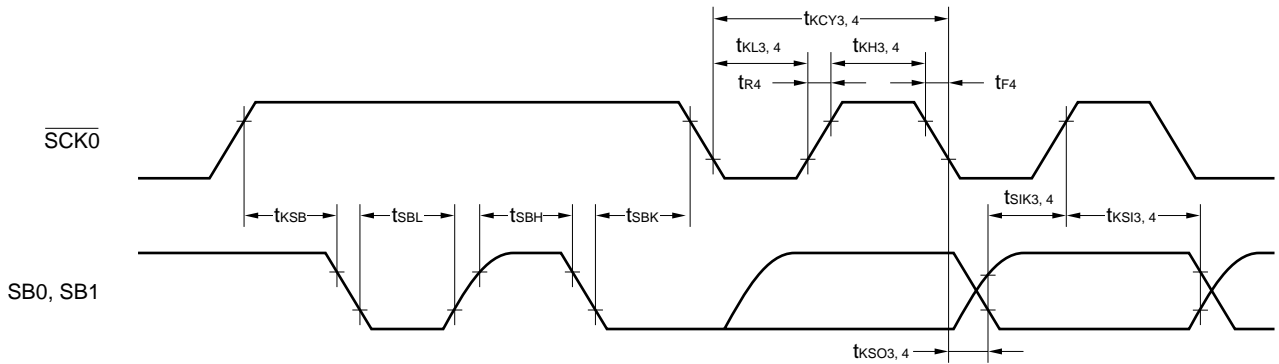 tKCY3, 4
tKL3, 4 tKH3, 4
tR4 tF4
SCK0
tSIK3, 4
tKSB tSBL tSBH tSBK tKSI3, 4
SB0, SB1
tKSO3, 4